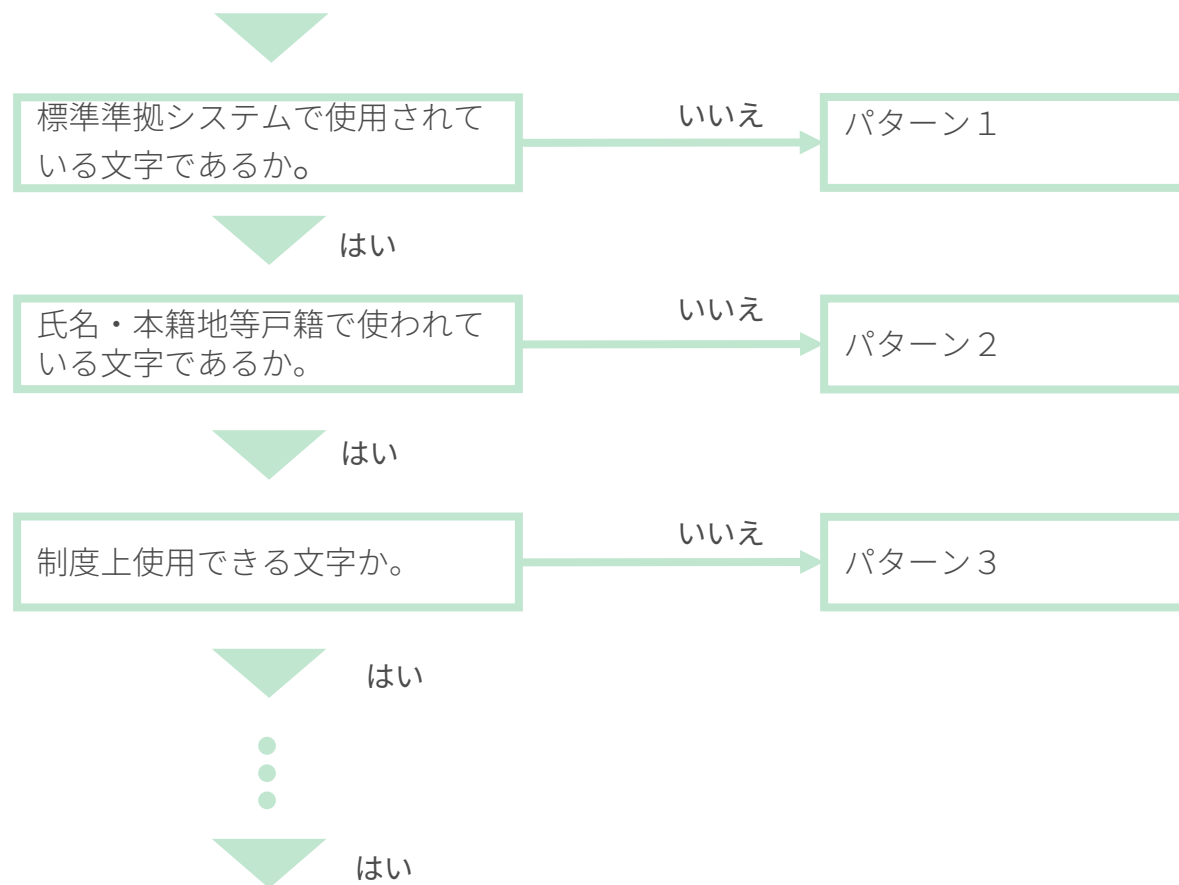 標準準拠システムで使用されて
いる文字であるか。
いいえ
パターン１
はい
氏名・本籍地等戸籍で使われて
いる文字であるか。
いいえ
パターン２
はい
制度上使用できる文字か。
いいえ
パターン３
はい
はい